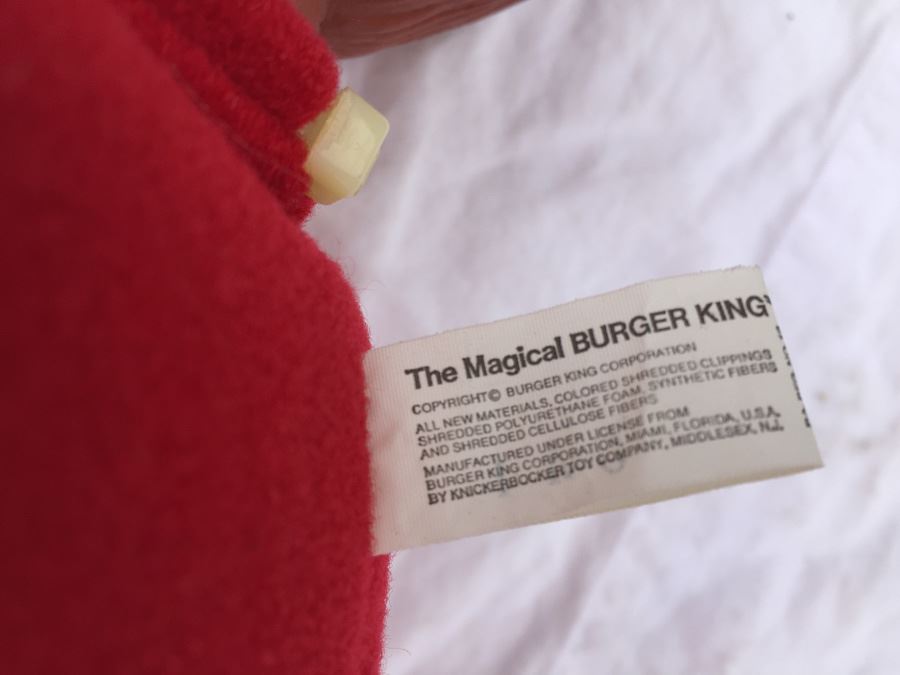 The Magical BURGER KING™
COPYRIGHT© BURGER KING CORPORATION
ALL NEW MATERIALS, COLORED SHREDDED CLIPPINGS
SHREDDED POLYURETHANE FOAM, SYNTHETIC FIBERS
AND SHREDDED CELLULOSE FIBERS
MANUFACTURED UNDER LICENSE FROM
BURGER KING CORPORATION, MIAMI, FLORIDA, U.S.A.
BY KNICKERBOCKER TOY COMPANY, MIDDLESEX, N.J.